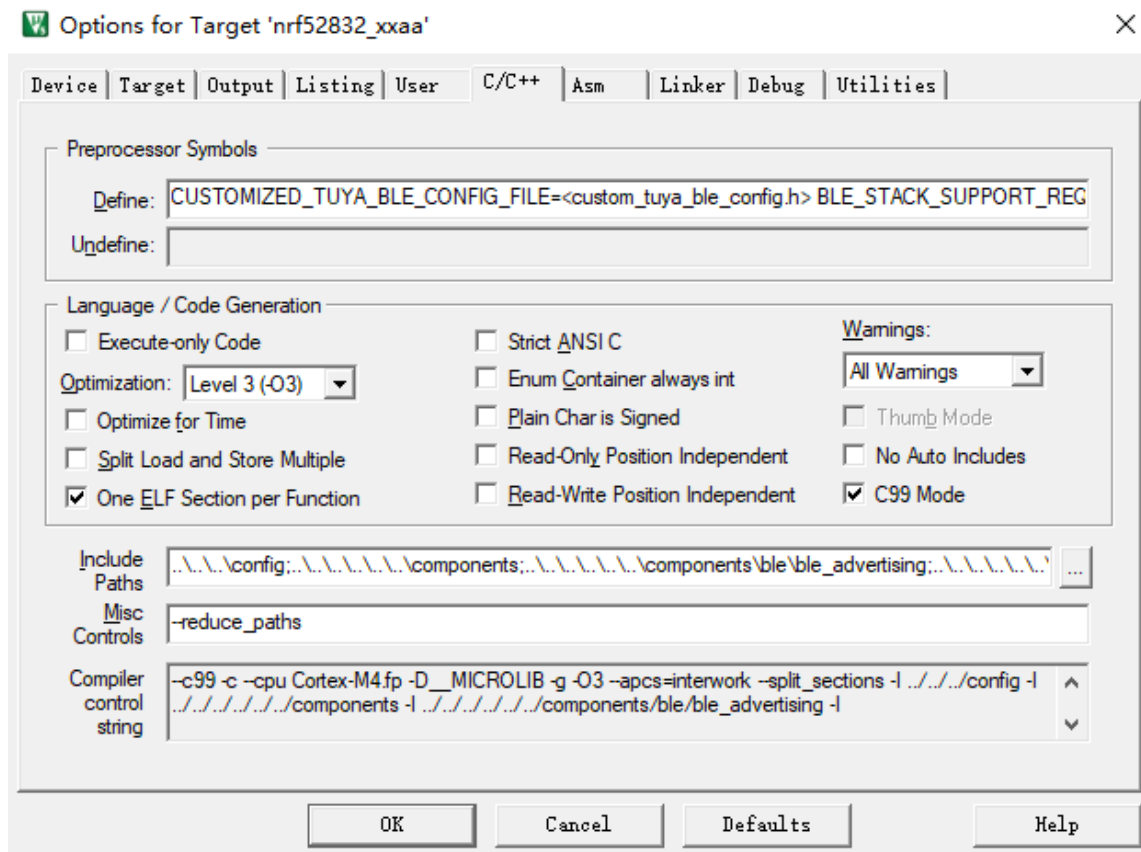 Options for Target 'nrf52832_xxaa'
Device Target Output Listing User C/C++ Asm Linker Debug Utilities
Preprocessor Symbols
Define: CUSTOMIZED_TUYA_BLE_CONFIG_FILE=<custom_tuya_ble_config.h> BLE_STACK_SUPPORT_REQ
Undefine:
Language / Code Generation
Execute-only Code Strict ANSI C Warnings:
Optimization: Level 3 (-O3) Enum Container always int All Warnings
Optimize for Time Plain Char is Signed Thumb Mode
Split Load and Store Multiple Read-Only Position Independent No Auto Includes
One ELF Section per Function Read-Write Position Independent C99 Mode
Include Paths ..\..\..\config;..\..\..\..\..\..\components;..\..\..\..\..\..\components\ble\ble_advertising;..\..\..\..\..\..\ ...
Misc Controls --reduce_paths
Compiler control string --c99 -c --cpu Cortex-M4.fp -D__MICROLIB -g -O3 --apcs=interwork --split_sections -I ../../../config -I
../../../../../../components -I ../../../../../../components/ble/ble_advertising -I
OK Cancel Defaults Help